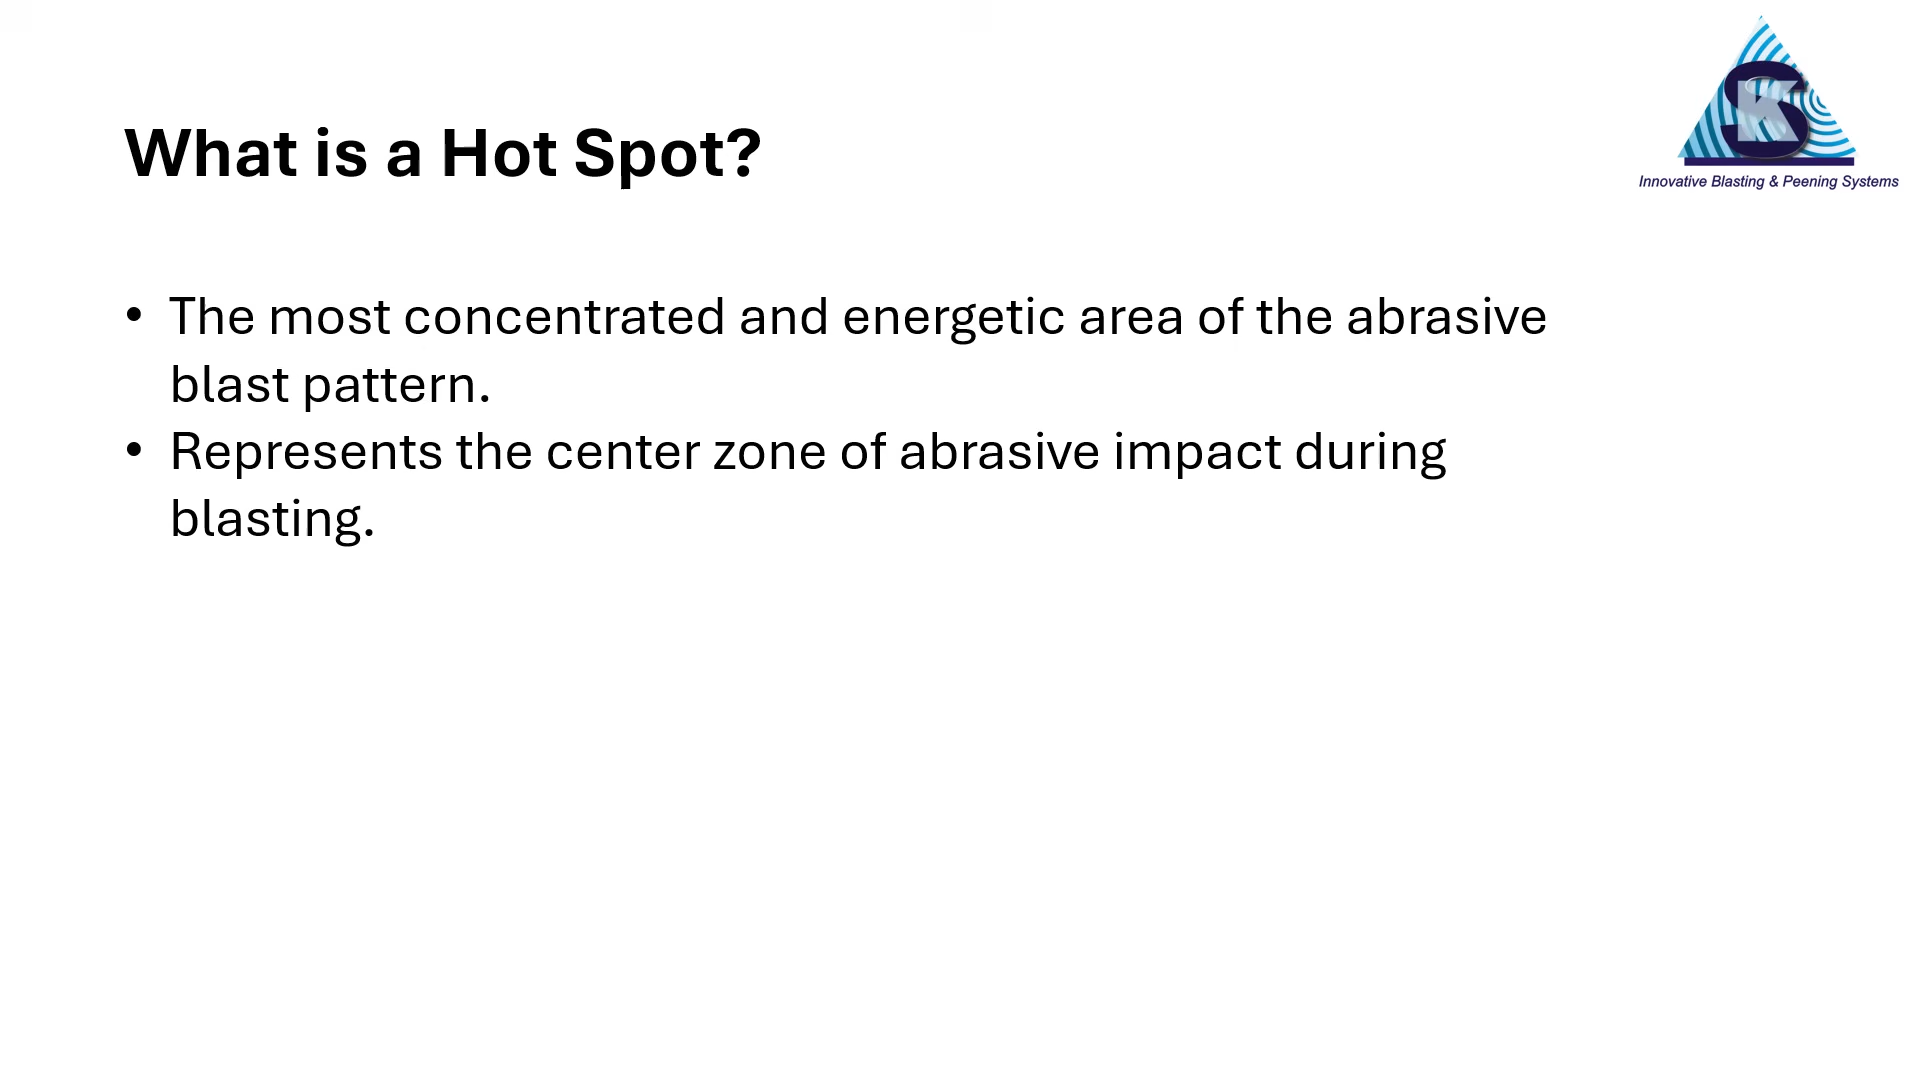 What is a Hot Spot?
SK
Innovative Blasting & Peening Systems
• The most concentrated and energetic area of the abrasive
blast pattern.
• Represents the center zone of abrasive impact during
blasting.